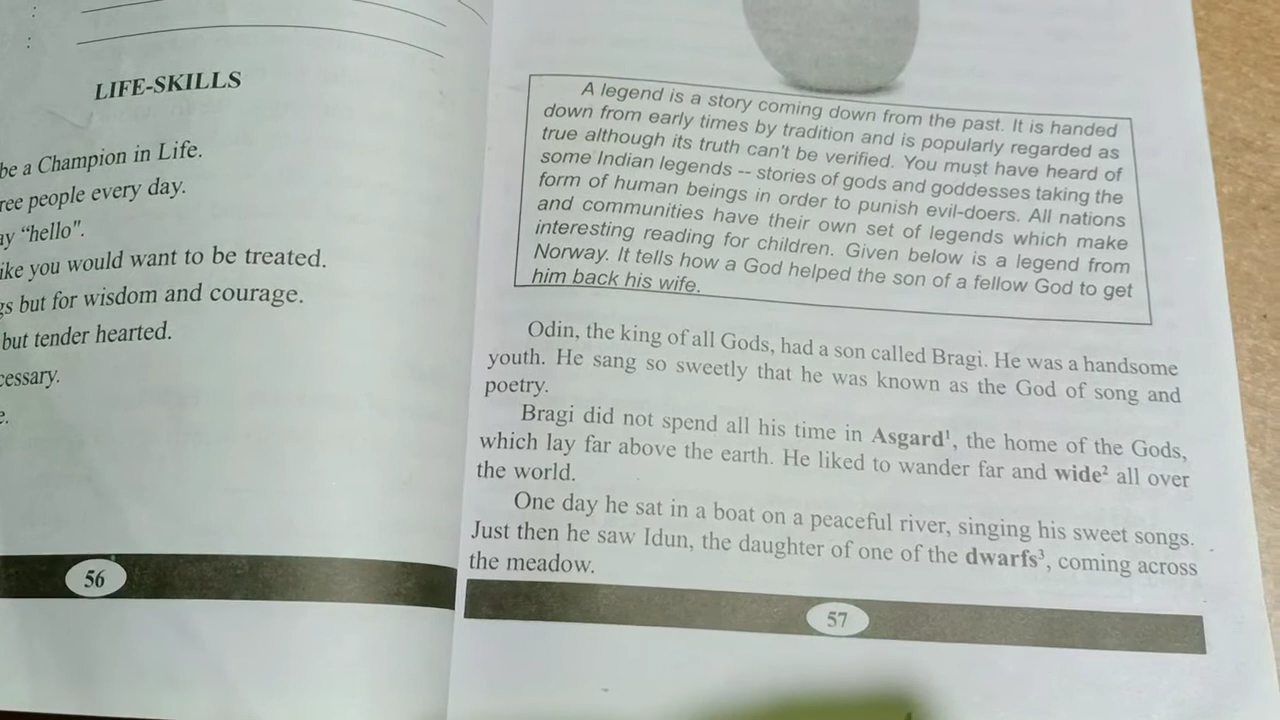 :
:
LIFE-SKILLS
be a Champion in Life.
people every day.
"hello".
you would want to be treated.
but for wisdom and courage.
but tender hearted.
56
A legend is a story coming down from the past. It is handed
down from early times by tradition and is popularly regarded as
true although its truth can't be verified. You must have heard of
some Indian legends -- stories of gods and goddesses taking the
form of human beings in order to punish evil-doers. All nations
and communities have their own set of legends which make
interesting reading for children. Given below is a legend from
Norway. It tells how a God helped the son of a fellow God to get
him back his wife.
Odin, the king of all Gods, had a son called Bragi. He was a handsome
youth. He sang so sweetly that he was known as the God of song and
poetry.
Bragi did not spend all his time in Asgard¹, the home of the Gods,
which lay far above the earth. He liked to wander far and wide² all over
the world.
One day he sat in a boat on a peaceful river, singing his sweet songs.
Just then he saw Idun, the daughter of one of the dwarfs³, coming across
the meadow.
57